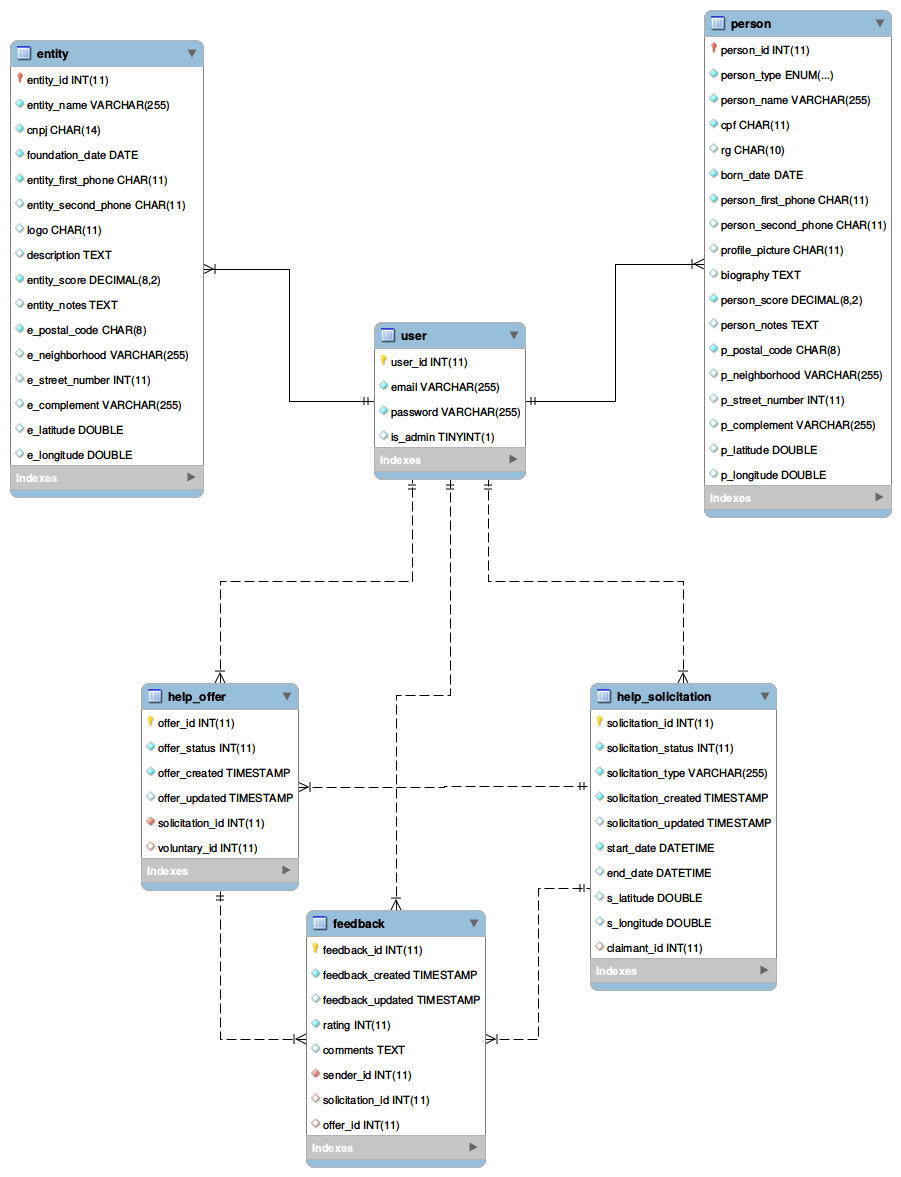 entity
entity_id INT(11)
entity_name VARCHAR(255)
cnpj CHAR(14)
foundation_date DATE
entity_first_phone CHAR(11)
entity_second_phone CHAR(11)
logo CHAR(11)
description TEXT
entity_score DECIMAL(8,2)
entity_notes TEXT
e_postal_code CHAR(8)
e_neighborhood VARCHAR(255)
e_street_number INT(11)
e_complement VARCHAR(255)
e_latitude DOUBLE
e_longitude DOUBLE
Indexes
person
person_id INT(11)
person_type ENUM(...)
person_name VARCHAR(255)
cpf CHAR(11)
rg CHAR(10)
born_date DATE
person_first_phone CHAR(11)
person_second_phone CHAR(11)
profile_picture CHAR(11)
biography TEXT
person_score DECIMAL(8,2)
person_notes TEXT
p_postal_code CHAR(8)
p_neighborhood VARCHAR(255)
p_street_number INT(11)
p_complement VARCHAR(255)
p_latitude DOUBLE
p_longitude DOUBLE
Indexes
user
user_id INT(11)
email VARCHAR(255)
password VARCHAR(255)
is_admin TINYINT(1)
Indexes
help_offer
offer_id INT(11)
offer_status INT(11)
offer_created TIMESTAMP
offer_updated TIMESTAMP
solicitation_id INT(11)
voluntary_id INT(11)
Indexes
help_solicitation
solicitation_id INT(11)
solicitation_status INT(11)
solicitation_type VARCHAR(255)
solicitation_created TIMESTAMP
solicitation_updated TIMESTAMP
start_date DATETIME
end_date DATETIME
s_latitude DOUBLE
s_longitude DOUBLE
claimant_id INT(11)
Indexes
feedback
feedback_id INT(11)
feedback_created TIMESTAMP
feedback_updated TIMESTAMP
rating INT(11)
comments TEXT
sender_id INT(11)
solicitation_id INT(11)
offer_id INT(11)
Indexes